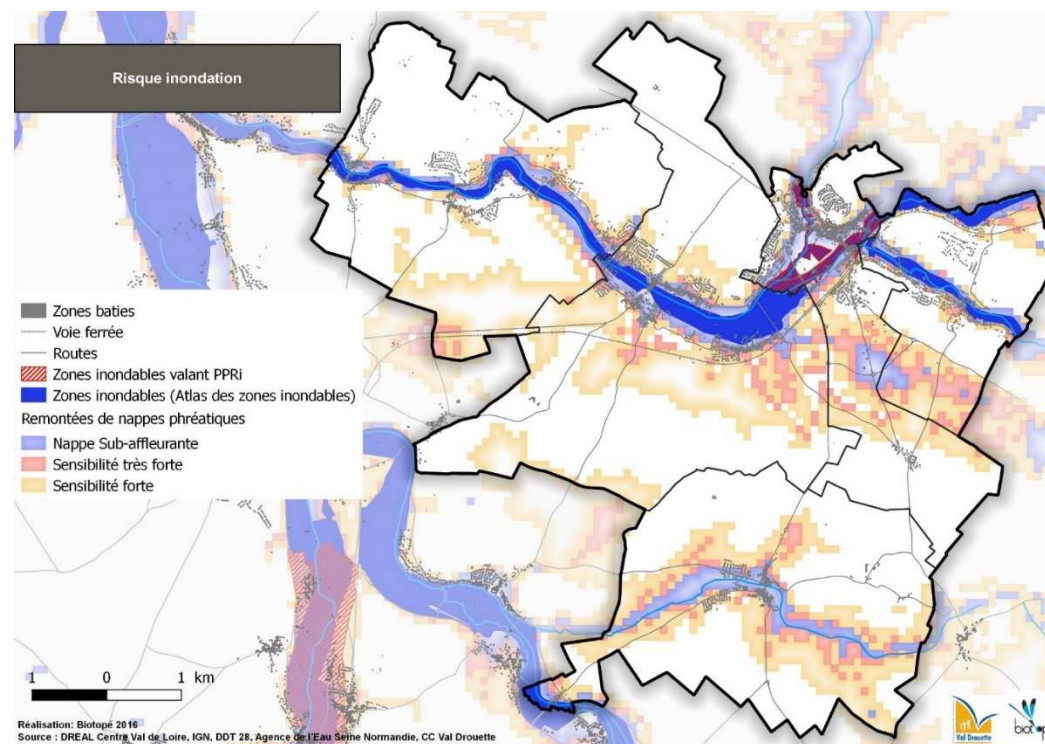 Risque inondation
Zones baties
Voie ferrée
Routes
Zones inondables valant PPRi
Zones inondables (Atlas des zones inondables)
Remontées de nappes phréatiques
Nappe Sub-affleurante
Sensibilité très forte
Sensibilité forte
1 0 1 km
Réalisation: Biotopé 2016
Source : DREAL Centre Val de Loire, IGN, DDT 28, Agence de l'Eau Seine Normandie, CC Val Drouette
Val Drouette